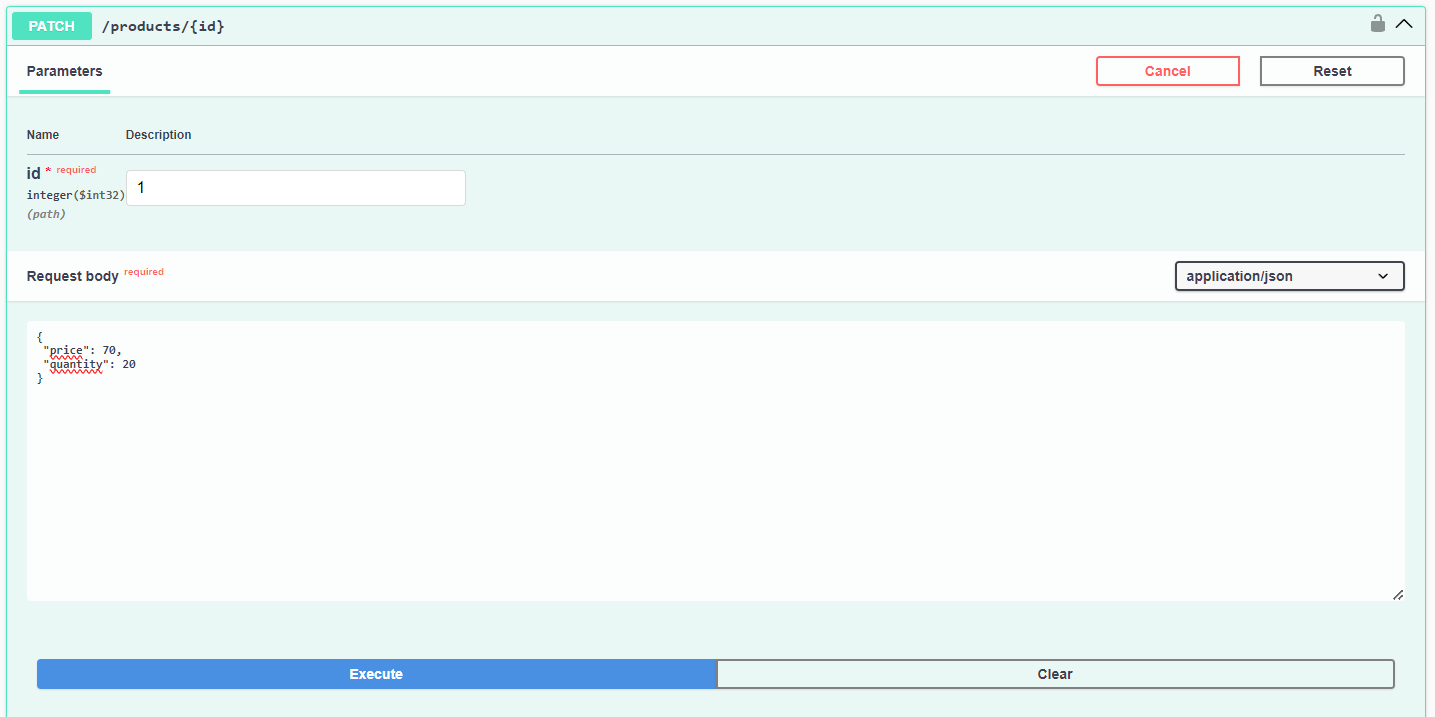 PATCH /products/{id}
Parameters Cancel Reset
Name Description
id * required
integer($int32)
(path)
1
Request body required application/json
{
 "price": 70,
 "quantity": 20
}
Execute Clear